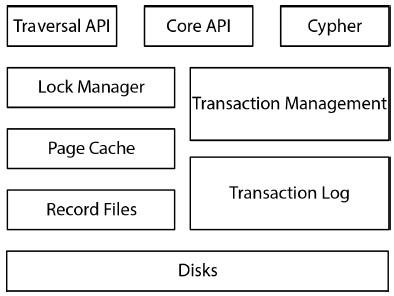 Traversal API
Core API
Cypher
Lock Manager
Transaction Management
Page Cache
Transaction Log
Record Files
Disks